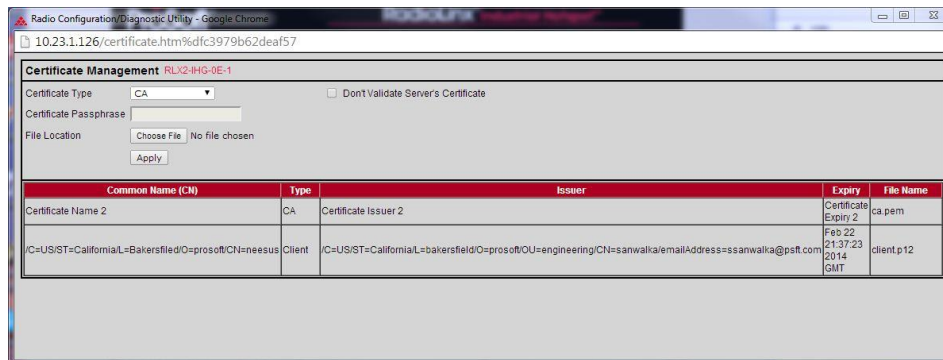 Radio Configuration/Diagnostic Utility - Google Chrome
10.23.1.126/certificate.htm%dfc3979b62deaf57
Certificate Management RLX2-IHG-0E-1
Certificate Type CA Don't Validate Server's Certificate
Certificate Passphrase
File Location Choose File No file chosen
Apply
Common Name (CN) Type Issuer Expiry File Name
Certificate Name 2 CA Certificate Issuer 2 Certificate Expiry 2 ca.pem
/C=US/ST=California/L=Bakersfiled/O=prosoft/CN=neesus Client /C=US/ST=California/L=bakersfield/O=prosoft/OU=engineering/CN=sanwalka/emailAddress=ssanwalka@psft.com Feb 22 21:37:23 2014 GMT client.p12